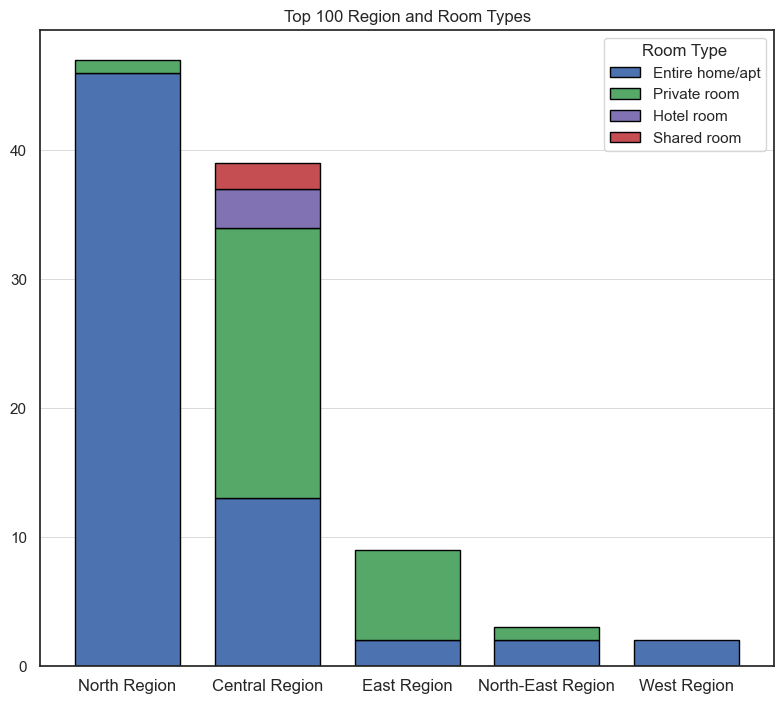 Top 100 Region and Room Types
Room Type
Entire home/apt
Private room
Hotel room
Shared room
40
30
20
10
0
North Region
Central Region
East Region
North-East Region
West Region